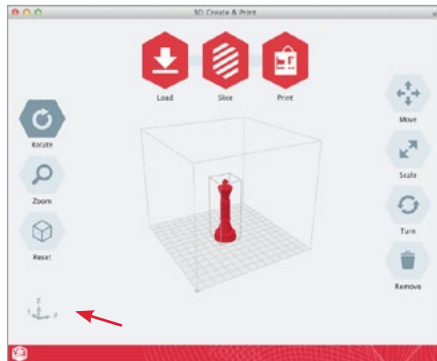 3D Create & Print
Load
Slice
Print
Rotate
Move
Zoom
Scale
Reset
Turn
Remove
Z